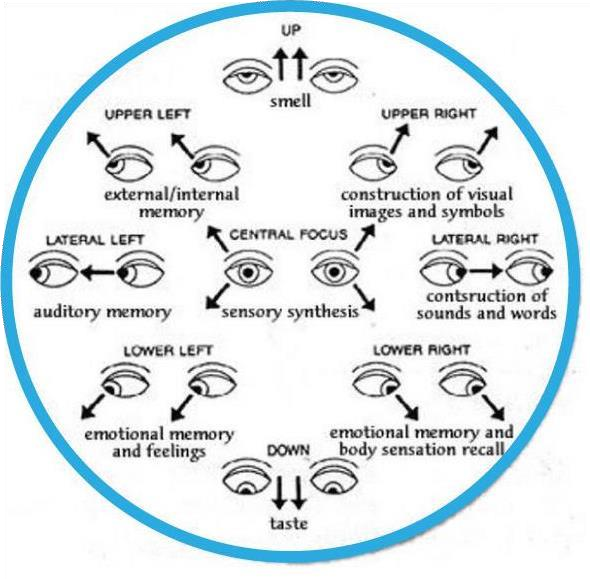 UP
smell
UPPER LEFT
external/internal
memory
UPPER RIGHT
construction of visual
images and symbols
LATERAL LEFT
auditory memory
CENTRAL FOCUS
sensory synthesis
LATERAL RIGHT
contsruction of
sounds and words
LOWER LEFT
emotional memory
and feelings
LOWER RIGHT
emotional memory and
body sensation recall
DOWN
taste